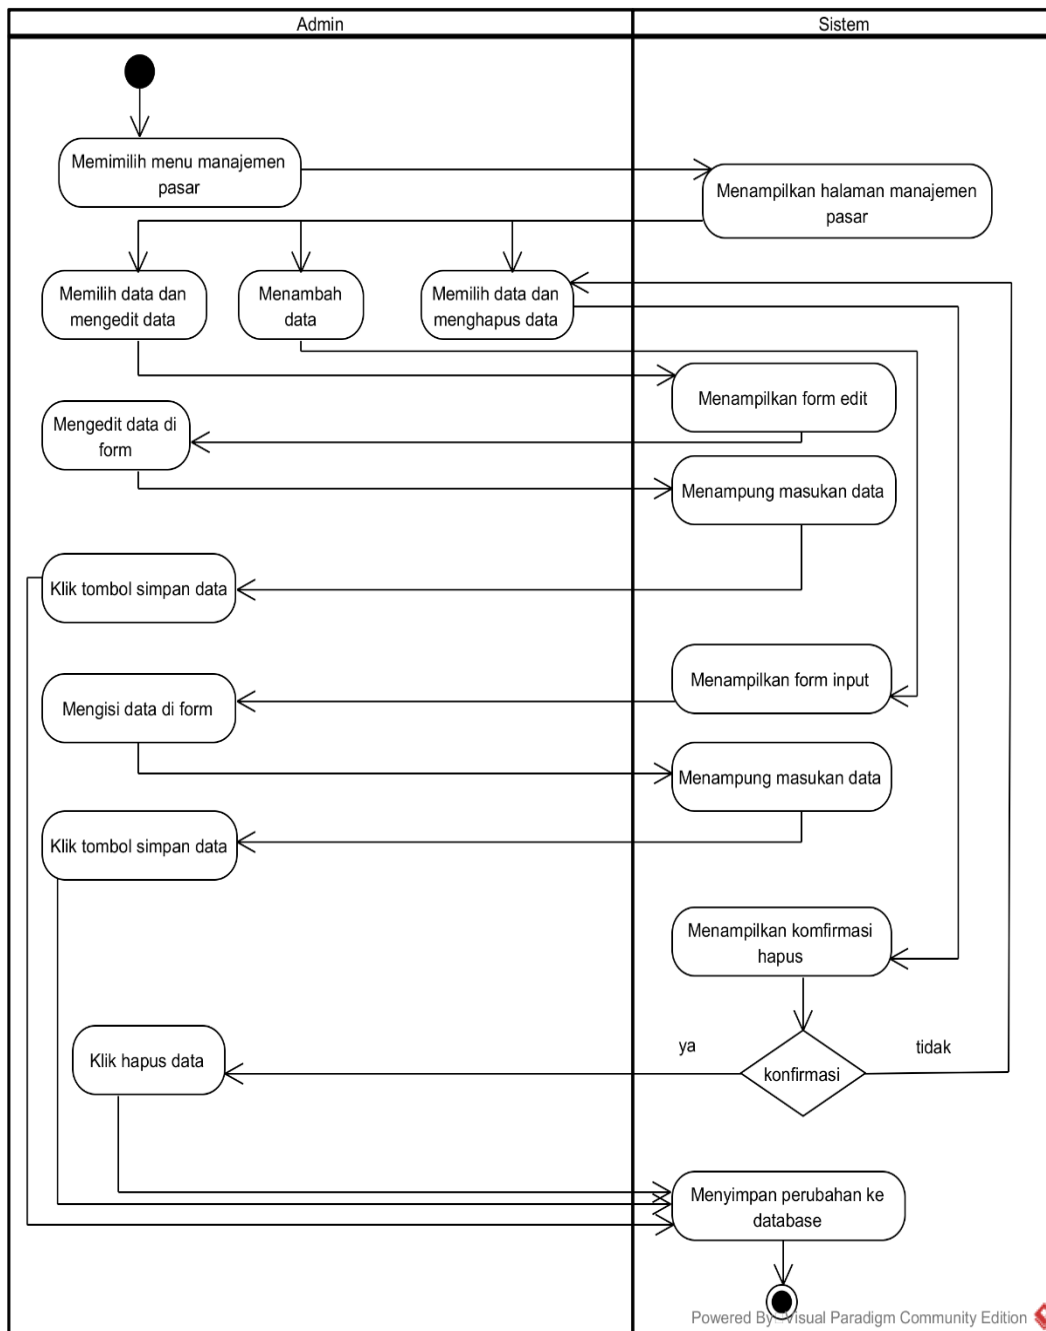 Admin
Sistem
Memimilih menu manajemen
pasar
Menampilkan halaman manajemen
pasar
Memilih data dan
mengedit data
Menambah
data
Memilih data dan
menghapus data
Menampilkan form edit
Mengedit data di
form
Menampung masukan data
Klik tombol simpan data
Menampilkan form input
Mengisi data di form
Menampung masukan data
Klik tombol simpan data
Menampilkan komfirmasi
hapus
ya
tidak
konfirmasi
Klik hapus data
Menyimpan perubahan ke
database
Powered By: Visual Paradigm Community Edition